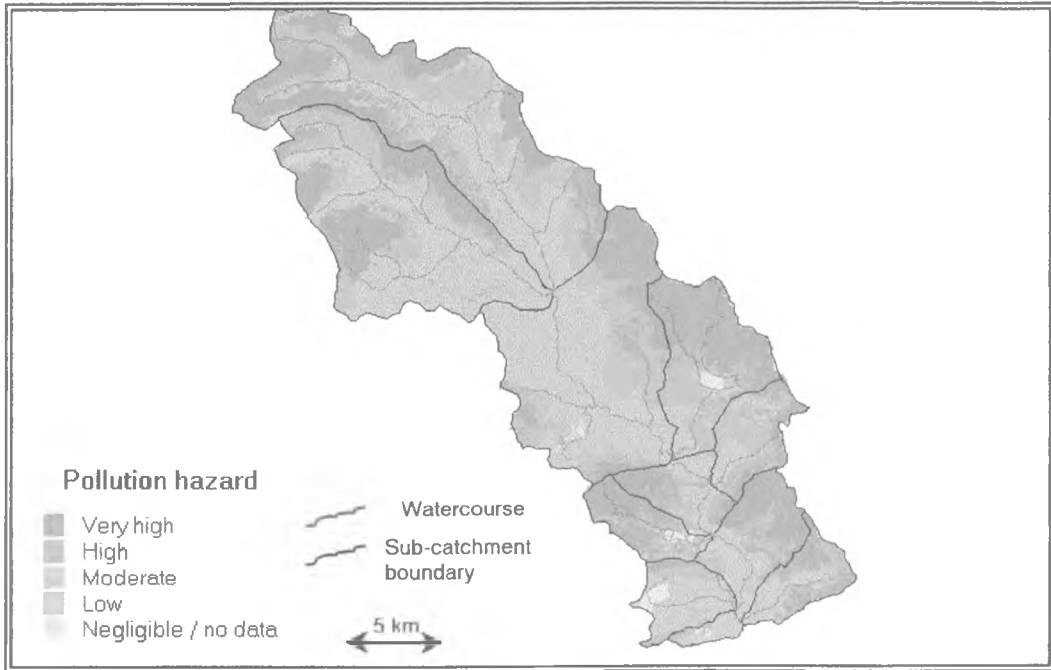 Pollution hazard
Very high
High
Moderate
Low
Negligible / no data
Watercourse
Sub-catchment
boundary
5 km